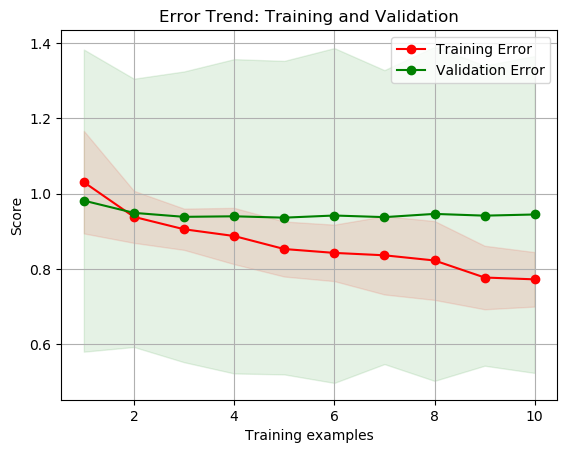 Error Trend: Training and Validation
Training Error
Validation Error
Score
1.4
1.2
1.0
0.8
0.6
2
4
6
8
10
Training examples